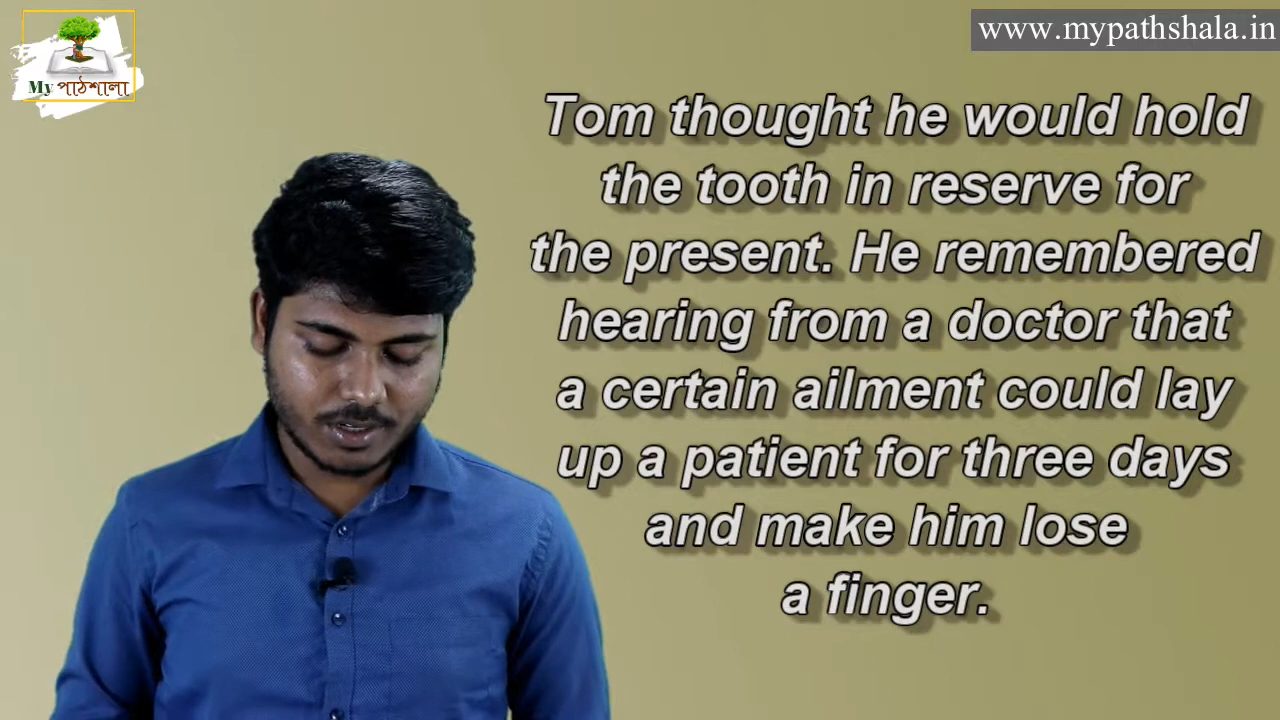 www.mypathshala.in
My পাঠশালা
Tom thought he would hold
the tooth in reserve for
the present. He remembered
hearing from a doctor that
a certain ailment could lay
up a patient for three days
and make him lose
a finger.